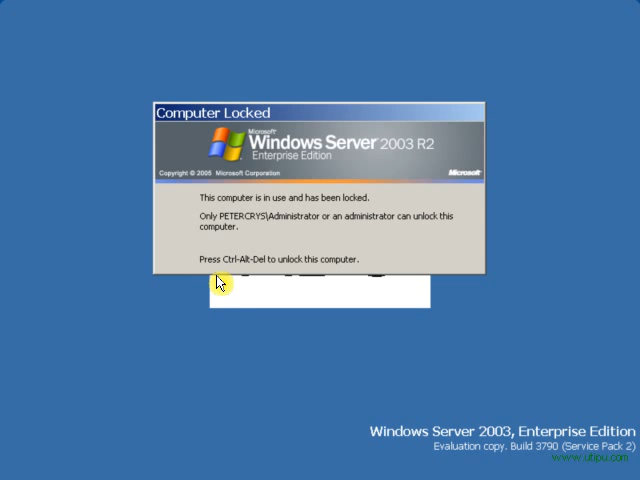 Computer Locked
Microsoft
Windows Server 2003 R2
Enterprise Edition
Copyright © 2005 Microsoft Corporation
Microsoft
This computer is in use and has been locked.
Only PETERCRYS\Administrator or an administrator can unlock this
computer.
Press Ctrl-Alt-Del to unlock this computer.
Windows Server 2003, Enterprise Edition
Evaluation copy. Build 3790 (Service Pack 2)
www.utipu.com